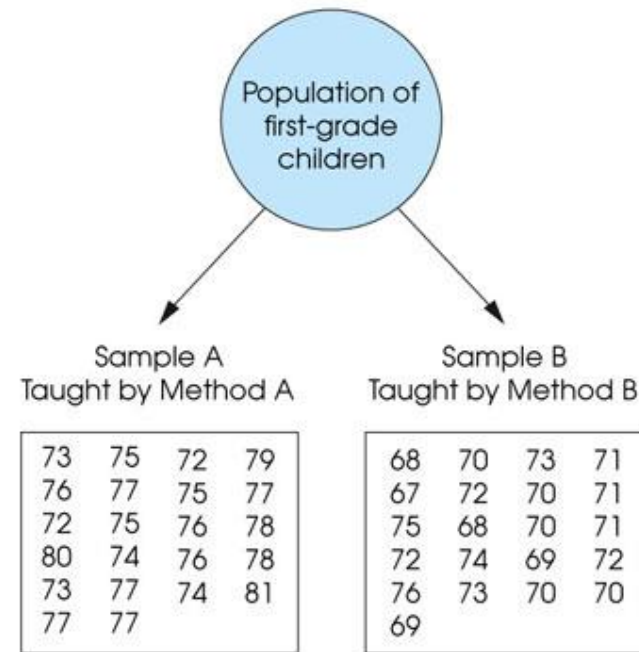 Population of
first-grade
children
Sample A
Taught by Method A
73 75 72 79
76 77 75 77
72 75 76 78
80 74 76 78
73 77 74 81
77 77
Sample B
Taught by Method B
68 70 73 71
67 72 70 71
75 68 70 71
72 74 69 72
76 73 70 70
69